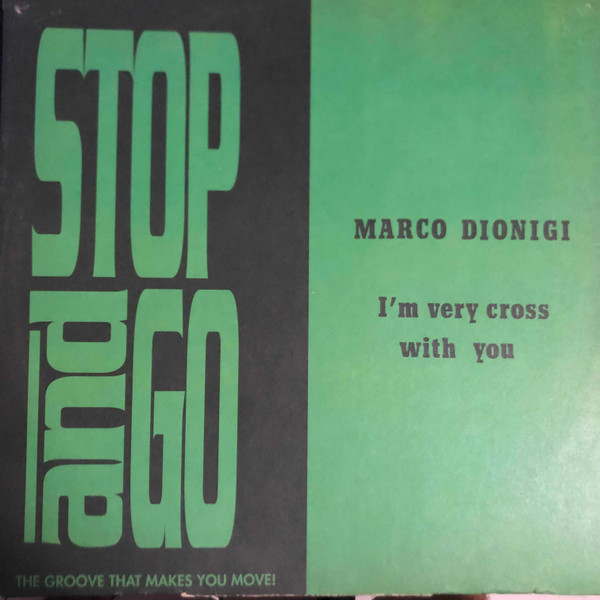 STOP
and
GO
THE GROOVE THAT MAKES YOU MOVE!
MARCO DIONIGI
I'm very cross
with you